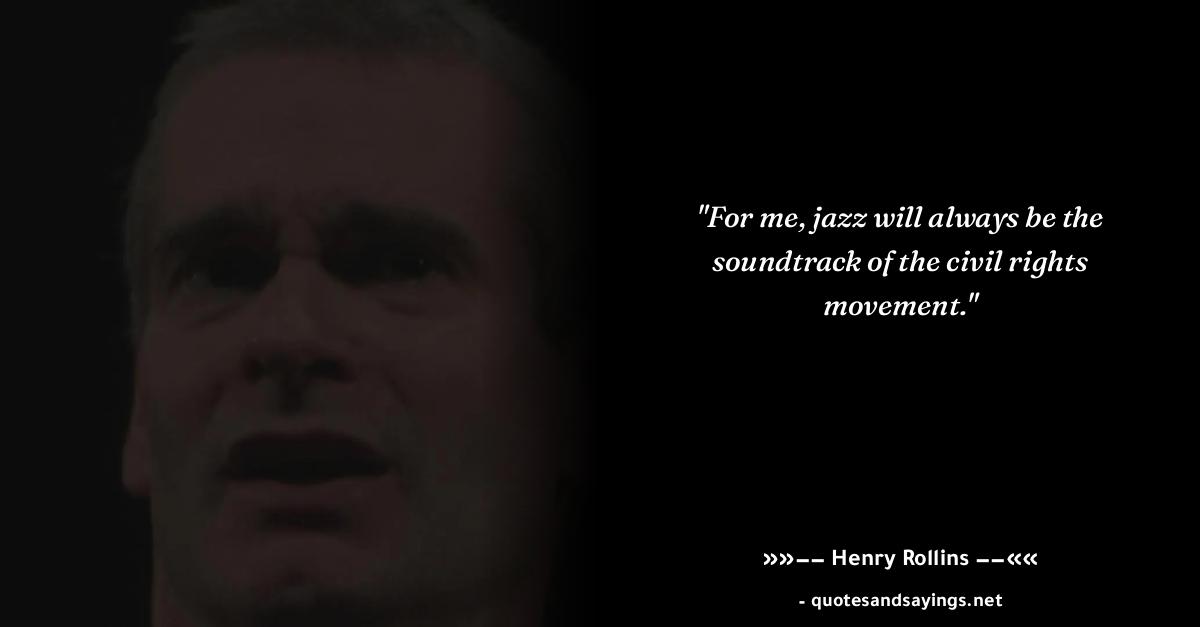 "For me, jazz will always be the
soundtrack of the civil rights
movement."
»»−− Henry Rollins −−««
- quotesandsayings.net